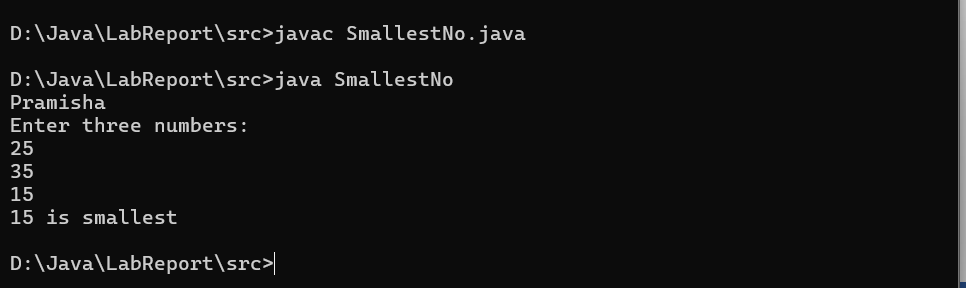 D:\Java\LabReport\src>javac SmallestNo.java
D:\Java\LabReport\src>java SmallestNo
Pramisha
Enter three numbers:
25
35
15
15 is smallest
D:\Java\LabReport\src>